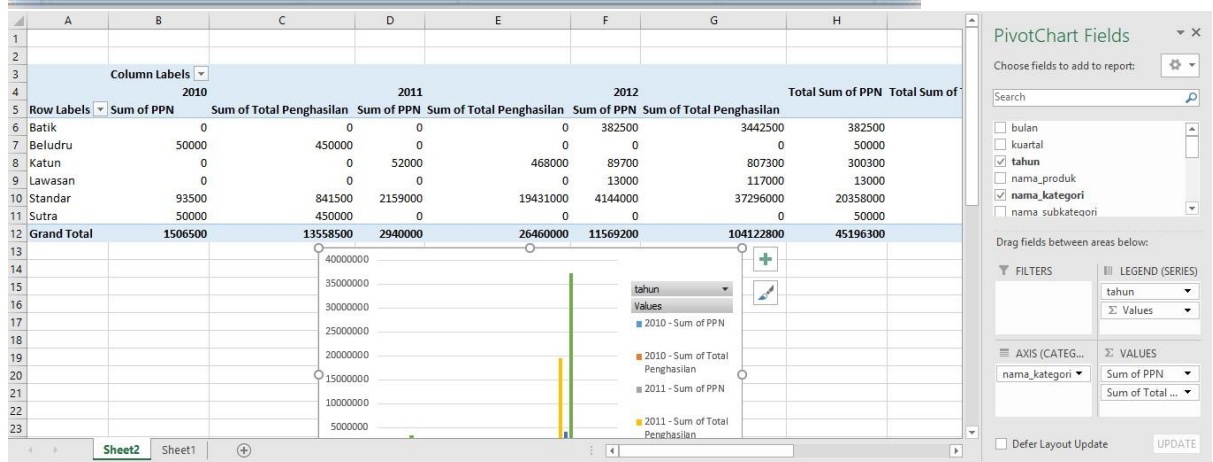 A B C D E F G H
1
2
3 Column Labels
4 2010 2011 2012 Total Sum of PPN Total Sum of
5 Row Labels Sum of PPN Sum of Total Penghasilan Sum of PPN Sum of Total Penghasilan Sum of PPN Sum of Total Penghasilan
6 Batik 0 0 0 0 382500 3442500 382500
7 Beludru 50000 450000 0 0 0 0 50000
8 Katun 0 0 52000 468000 89700 807300 300300
9 Lawasan 0 0 0 0 13000 117000 13000
10 Standar 93500 841500 2159000 19431000 4144000 37296000 20358000
11 Sutra 50000 450000 0 0 0 0 50000
12 Grand Total 1506500 13558500 2940000 26460000 11569200 104122800 45196300
13
14
15
16
17
18
19
20
21
22
23
40000000
35000000
30000000
25000000
20000000
15000000
10000000
5000000
tahun
Values
2010 - Sum of PPN
2010 - Sum of Total
Penghasilan
2011 - Sum of PPN
2011 - Sum of Total
Penghasilan
Sheet2 Sheet1
PivotChart Fields
Choose fields to add to report:
Search
bulan
kuartal
tahun
nama_produk
nama_kategori
nama_subkategori
Drag fields between areas below:
FILTERS
LEGEND (SERIES)
tahun
Σ Values
AXIS (CATEG...
nama_kategori
Σ VALUES
Sum of PPN
Sum of Total ...
Defer Layout Update UPDATE